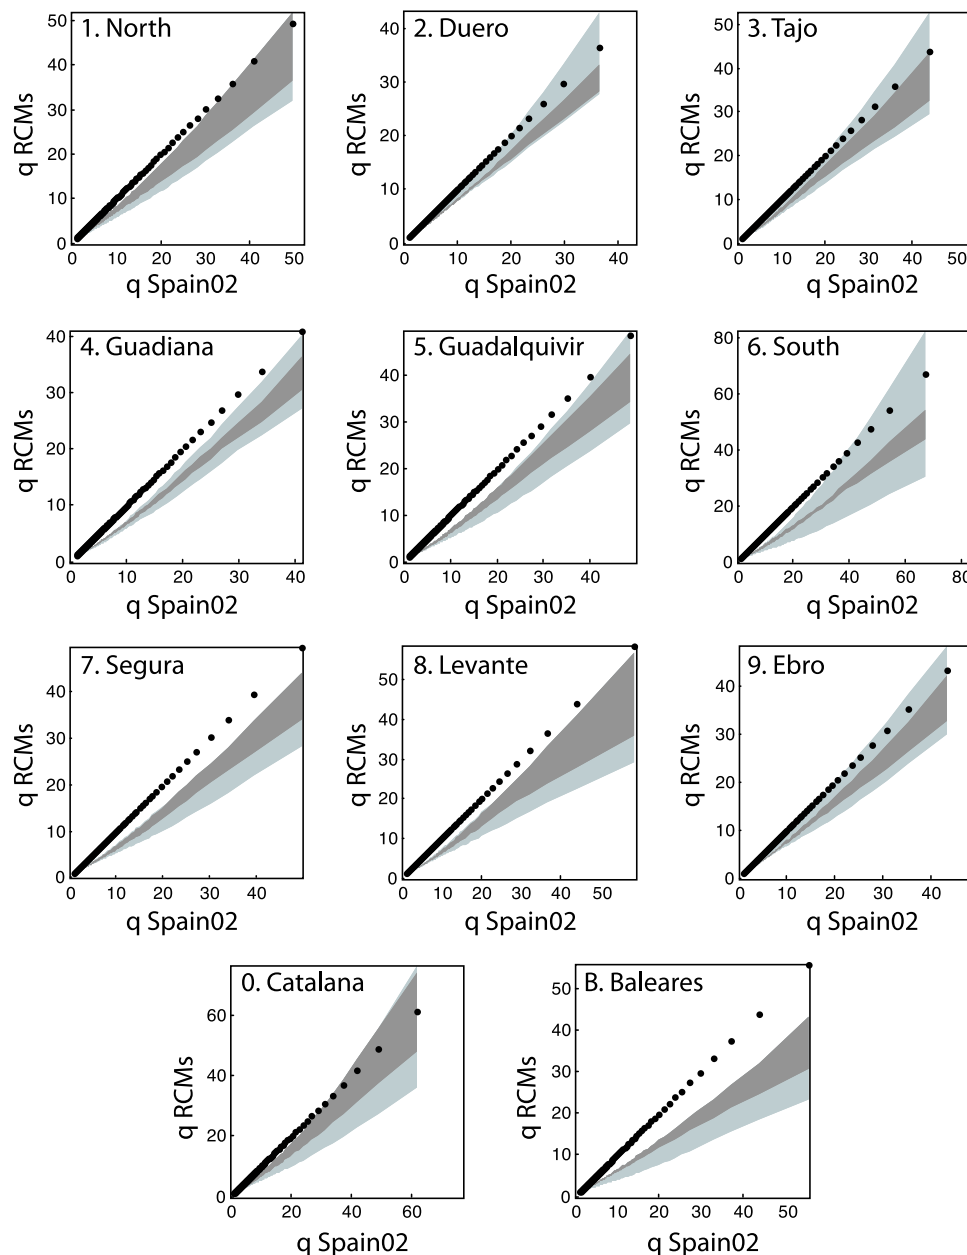 1. North
2. Duero
3. Tajo
q RCMs
50
40
30
20
10
0
0 10 20 30 40 50
q Spain02
q RCMs
40
30
20
10
0
0 10 20 30 40
q Spain02
q RCMs
50
40
30
20
10
0
0 10 20 30 40 50
q Spain02
4. Guadiana
5. Guadalquivir
6. South
q RCMs
40
30
20
10
0
0 10 20 30 40
q Spain02
q RCMs
40
30
20
10
0
0 10 20 30 40
q Spain02
q RCMs
80
60
40
20
0
0 20 40 60 80
q Spain02
7. Segura
8. Levante
9. Ebro
q RCMs
40
30
20
10
0
0 10 20 30 40
q Spain02
q RCMs
50
40
30
20
10
0
0 10 20 30 40 50
q Spain02
q RCMs
40
30
20
10
0
0 10 20 30 40
q Spain02
0. Catalana
B. Baleares
q RCMs
60
40
20
0
0 20 40 60
q Spain02
q RCMs
50
40
30
20
10
0
0 10 20 30 40 50
q Spain02